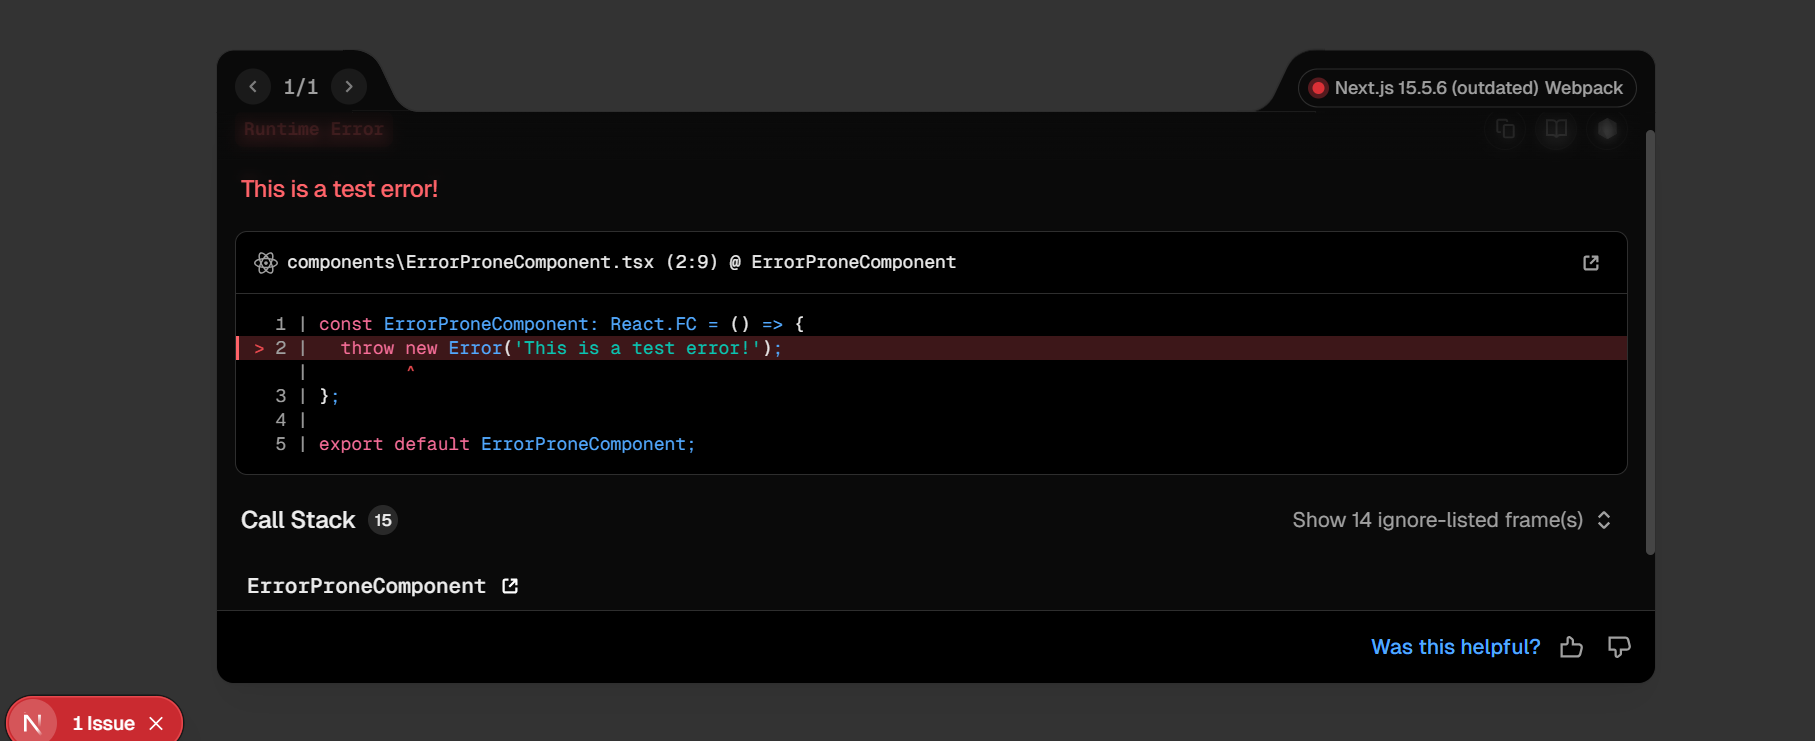 1/1
Next.js 15.5.6 (outdated) Webpack
Runtime Error
This is a test error!
components\ErrorProneComponent.tsx (2:9) @ ErrorProneComponent
1 | const ErrorProneComponent: React.FC = () => {
> 2 |   throw new Error('This is a test error!');
|         ^
3 | };
4 |
5 | export default ErrorProneComponent;
Call Stack 15
Show 14 ignore-listed frame(s)
ErrorProneComponent
Was this helpful?
N 1 Issue